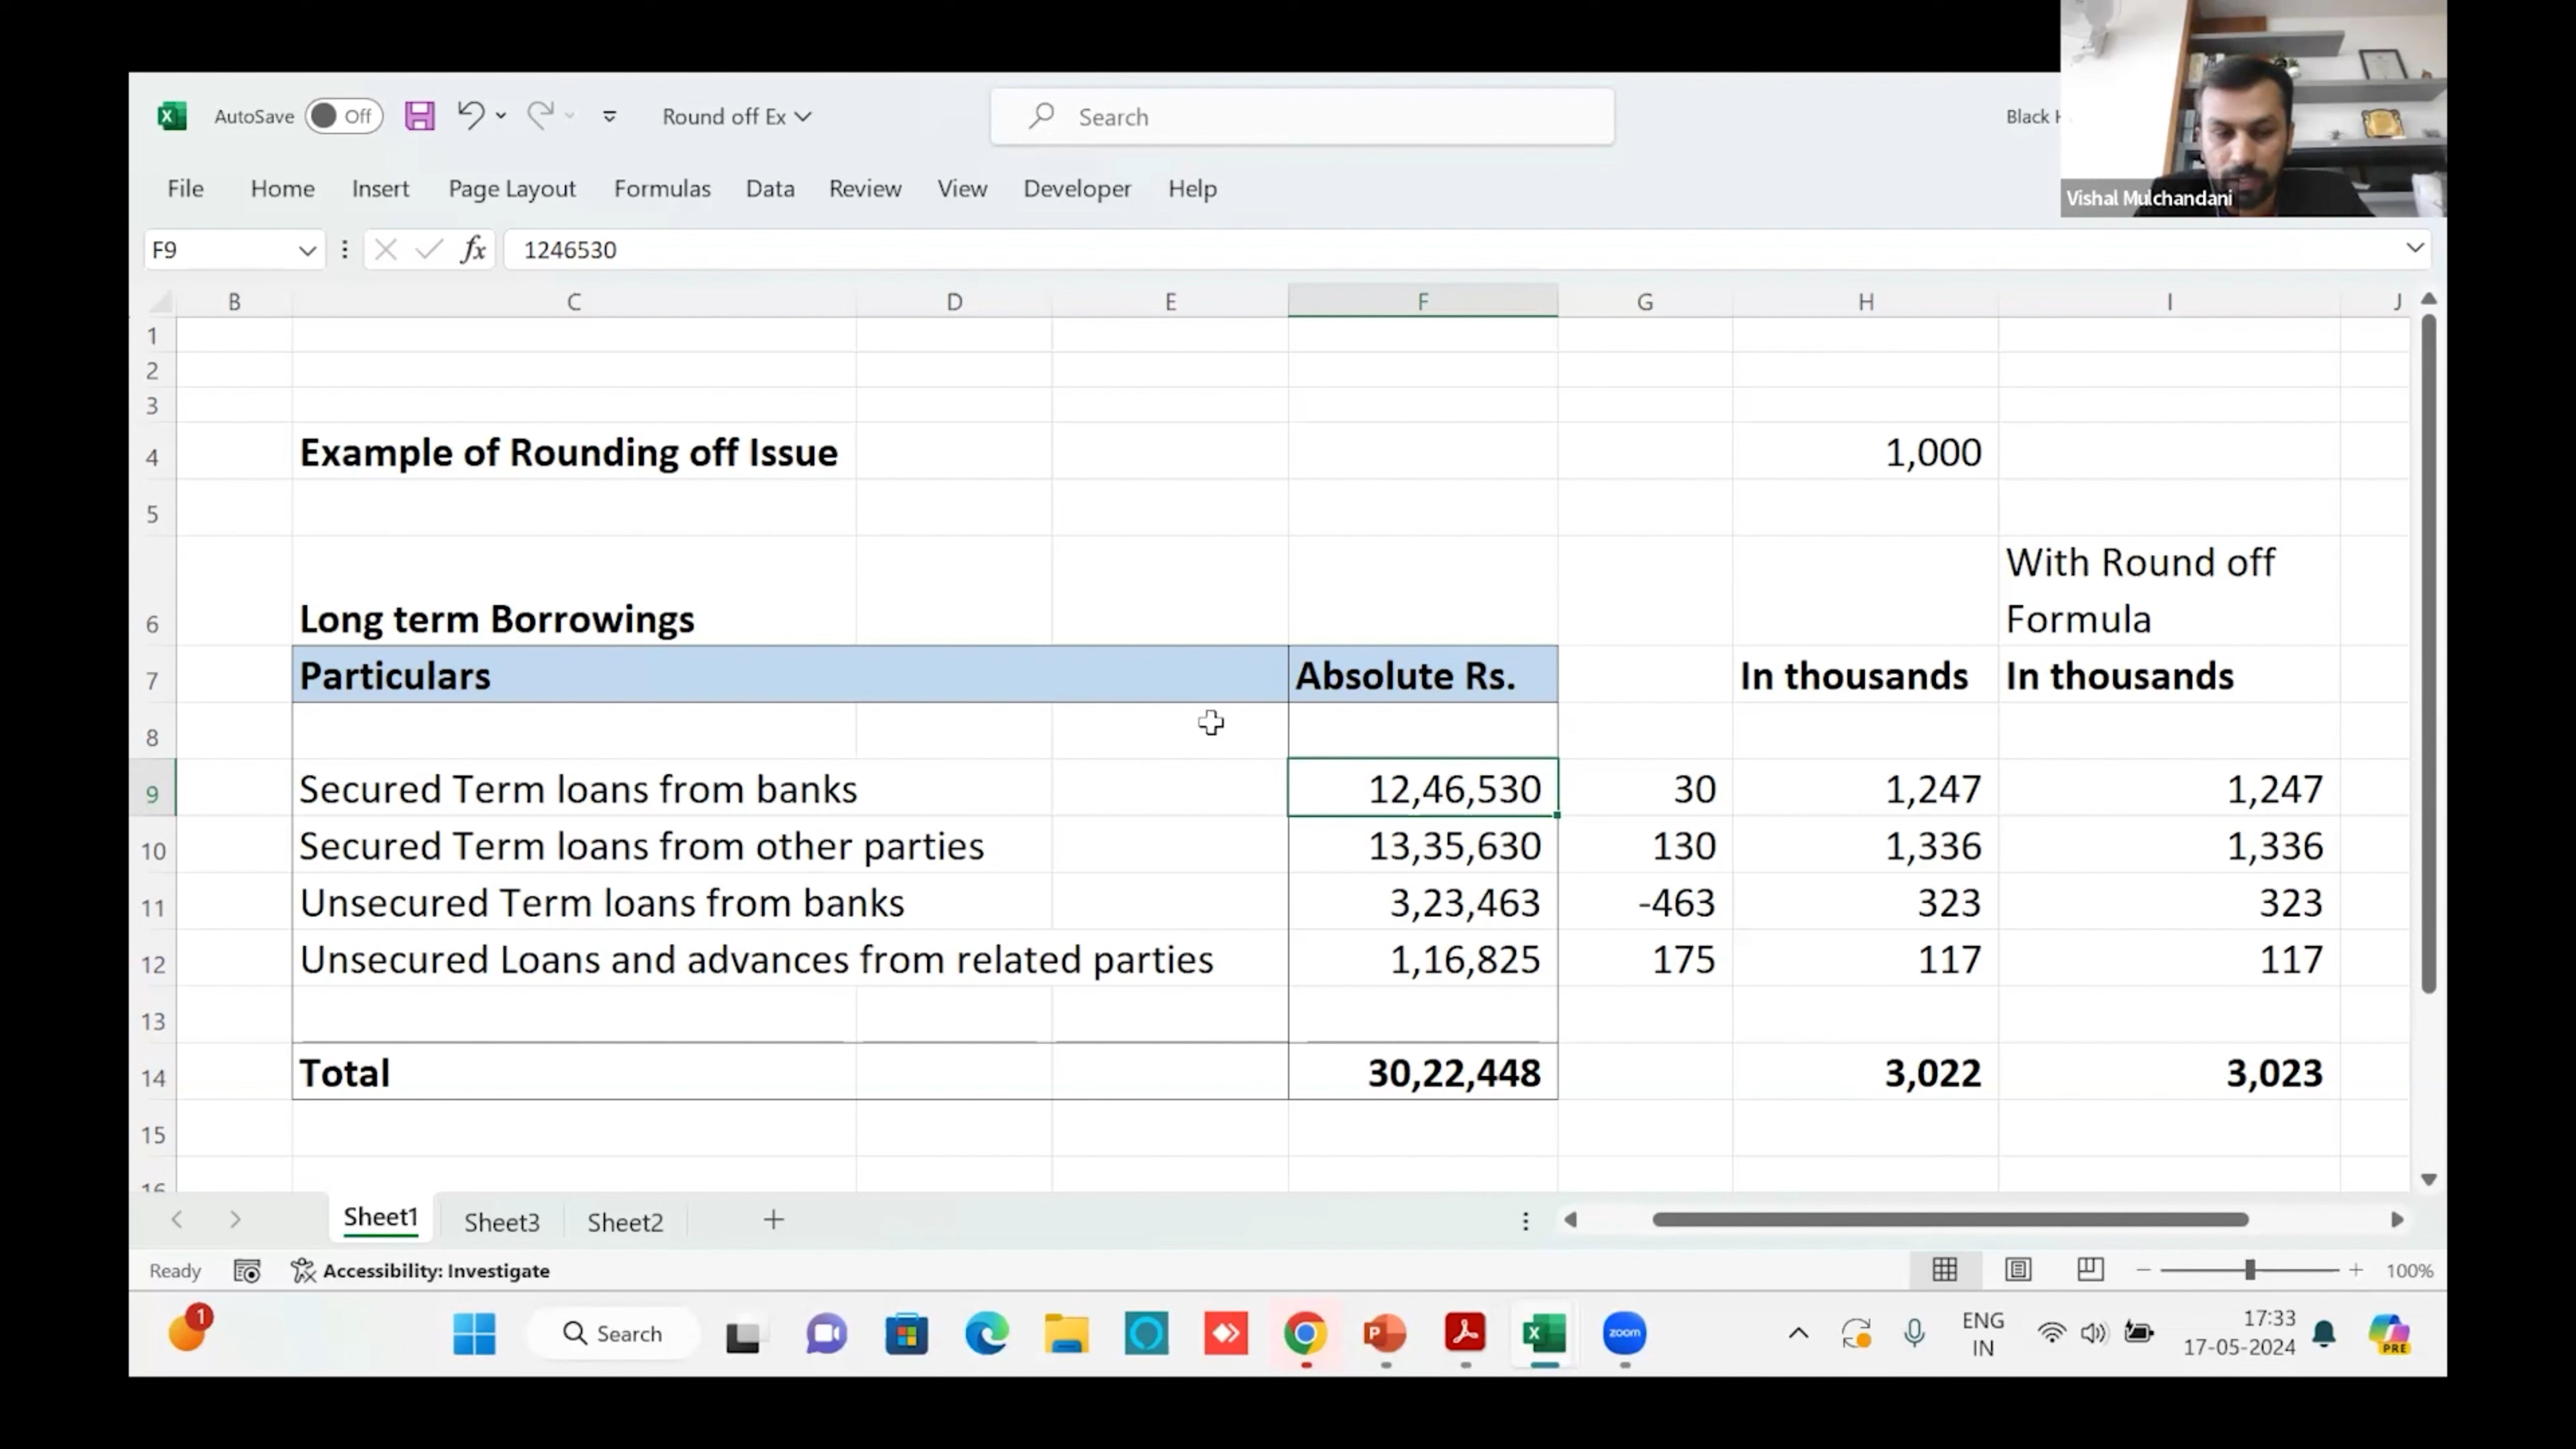 AutoSave Off Round off Ex Search Black
Vishal Mulchandani
File Home Insert Page Layout Formulas Data Review View Developer Help
F9 fx 1246530
B C D E F G H I J
1
2
3
4 Example of Rounding off Issue 1,000
5
With Round off
6 Long term Borrowings Formula
7 Particulars Absolute Rs. In thousands In thousands
8
9 Secured Term loans from banks 12,46,530 30 1,247 1,247
10 Secured Term loans from other parties 13,35,630 130 1,336 1,336
11 Unsecured Term loans from banks 3,23,463 -463 323 323
12 Unsecured Loans and advances from related parties 1,16,825 175 117 117
13
14 Total 30,22,448 3,022 3,023
15
16
Sheet1 Sheet3 Sheet2
Ready Accessibility: Investigate 100%
1 Search zoom ENG 17:33
IN 17-05-2024 PRE